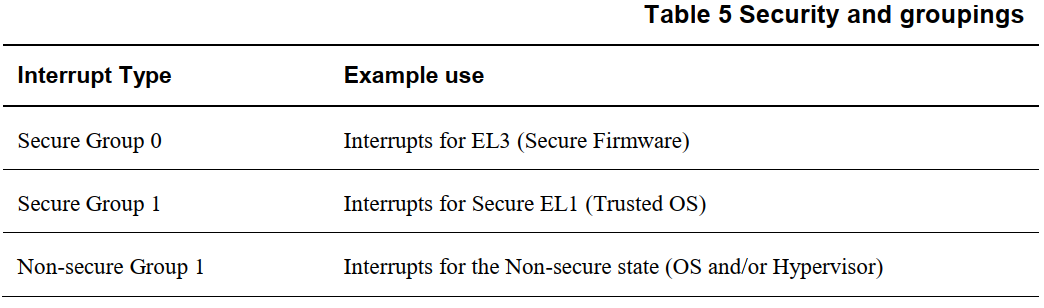 Table 5 Security and groupings
Interrupt Type Example use
Secure Group 0 Interrupts for EL3 (Secure Firmware)
Secure Group 1 Interrupts for Secure EL1 (Trusted OS)
Non-secure Group 1 Interrupts for the Non-secure state (OS and/or Hypervisor)